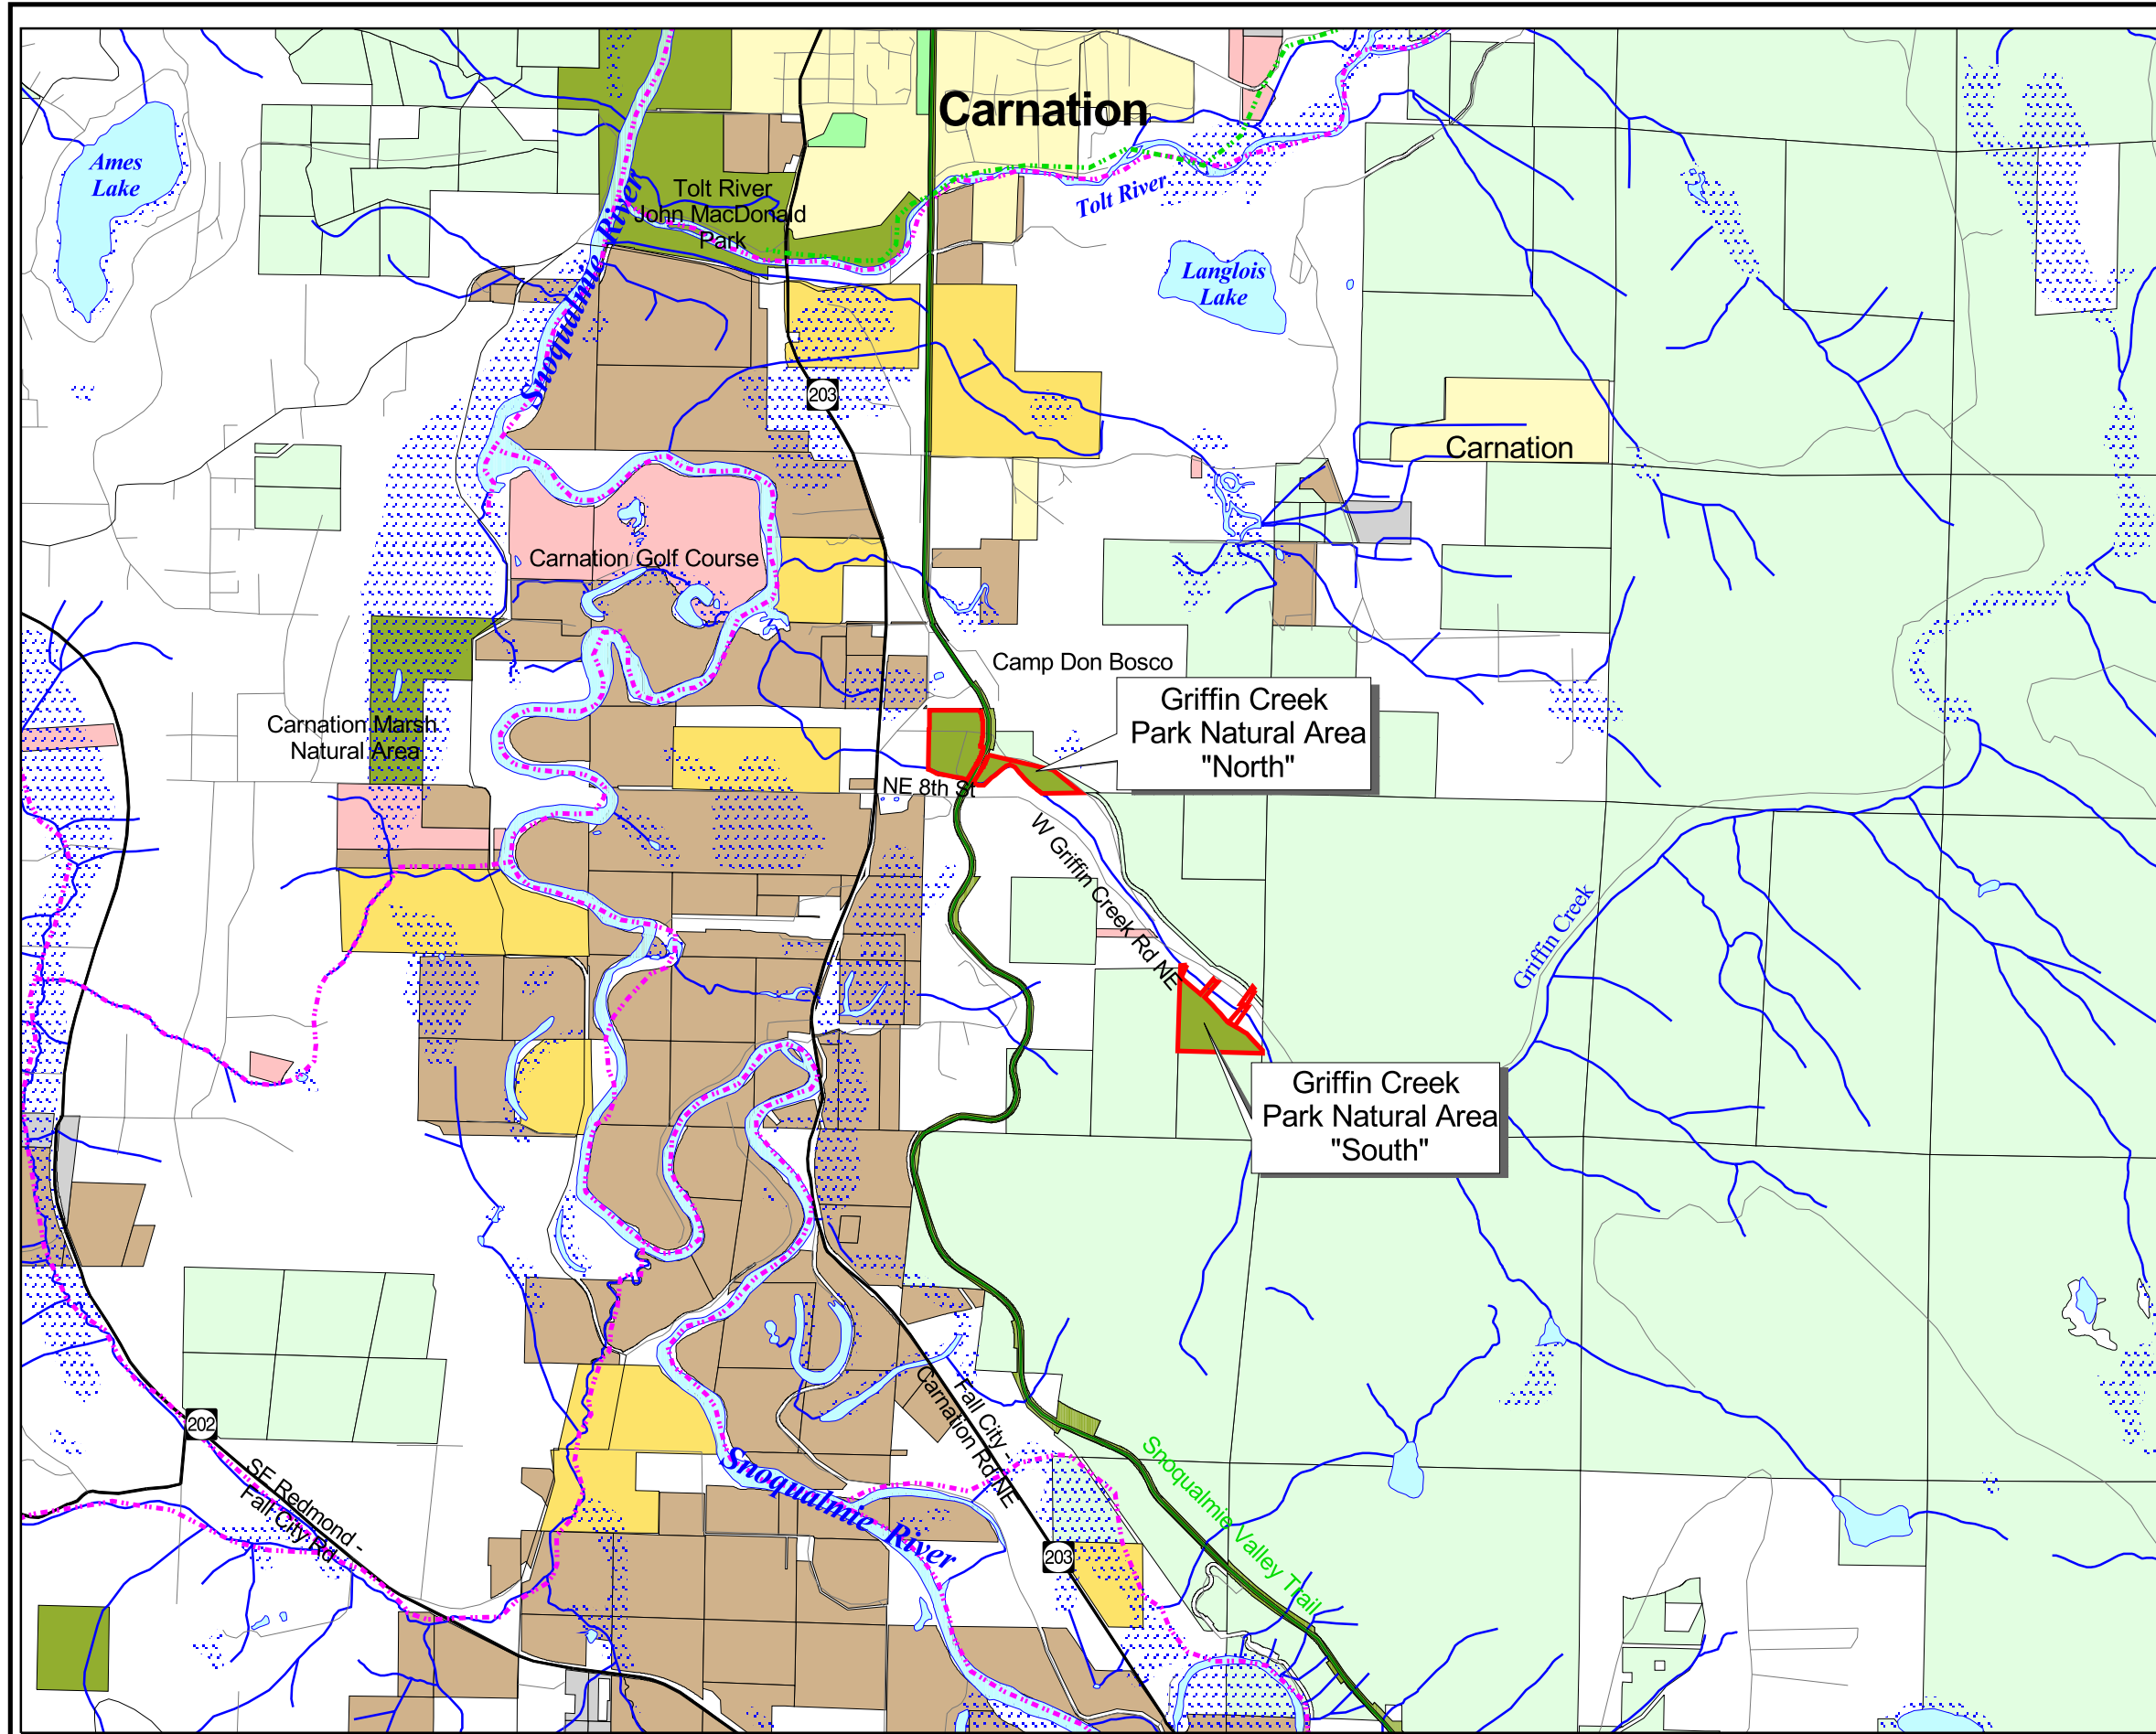 Carnation
Ames
Lake
Tolt River
John MacDonald
Park
Tolt River
Snoqualmie River
Langlois
Lake
203
Carnation
Carnation Golf Course
Camp Don Bosco
Griffin Creek
Park Natural Area
"North"
Carnation Marsh
Natural Area
NE 8th St
W Griffin Creek Rd NE
Griffin Creek
Griffin Creek
Park Natural Area
"South"
Fall City -
Carnation Rd NE
202
SE Redmond -
Fall City Rd
Snoqualmie River
Snoqualmie Valley Trail
203